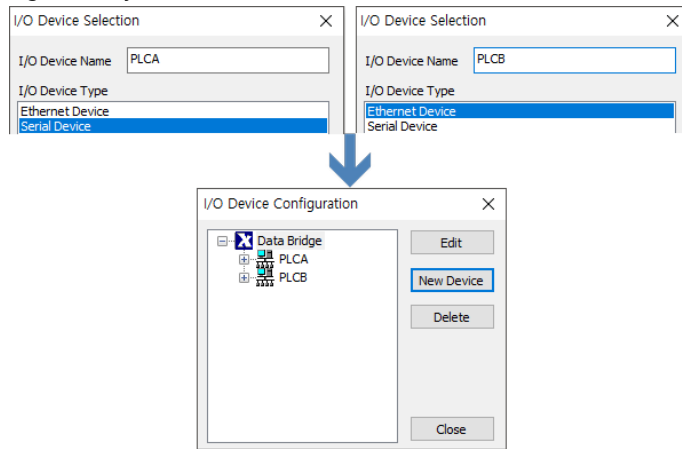 I/O Device Selection
I/O Device Name PLCA
I/O Device Type
Ethernet Device
Serial Device
I/O Device Selection
I/O Device Name PLCB
I/O Device Type
Ethernet Device
Serial Device
I/O Device Configuration
Data Bridge
PLCA
PLCB
Edit
New Device
Delete
Close